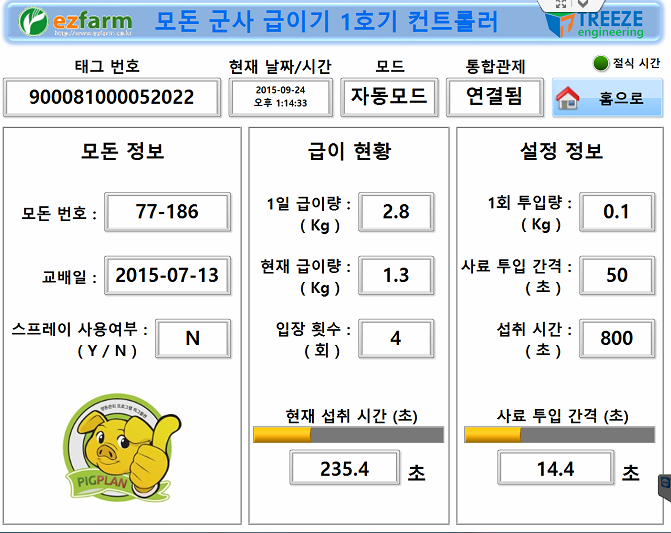 ezfarm
http://www.ezfarm.co.kr
모돈 군사 급이기 1호기 컨트롤러
TREEZE
engineering
태그 번호
현재 날짜/시간
모드
통합관제
절식 시간
900081000052022
2015-09-24
오후 1:14:33
자동모드
연결됨
홈으로
모돈 정보
모돈 번호 :
77-186
교배일 :
2015-07-13
스프레이 사용여부 :
( Y / N )
N
PIGPLAN
급이 현황
1일 급이량 :
( Kg )
2.8
현재 급이량 :
( Kg )
1.3
입장 횟수 :
( 회 )
4
현재 섭취 시간 (초)
235.4 초
설정 정보
1회 투입량 :
( Kg )
0.1
사료 투입 간격 :
( 초 )
50
섭취 시간 :
( 초 )
800
사료 투입 간격 (초)
14.4 초